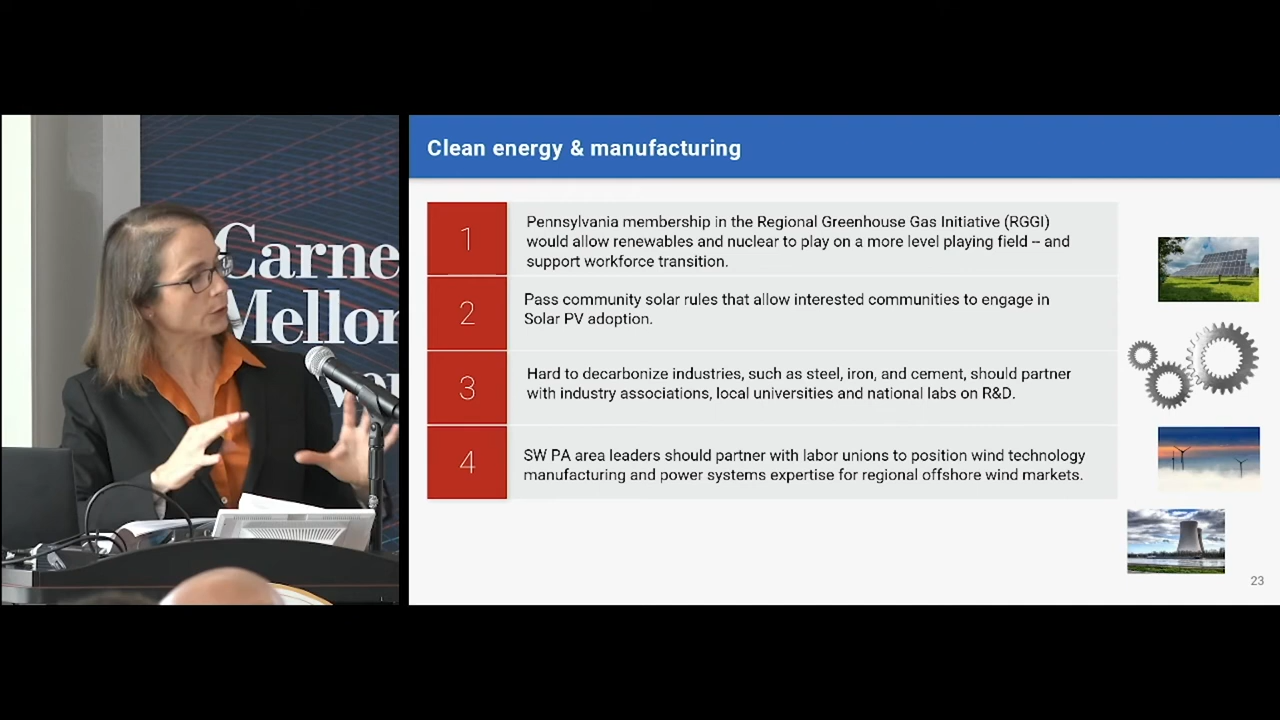 Carne
Mellon
Clean energy & manufacturing
1
Pennsylvania membership in the Regional Greenhouse Gas Initiative (RGGI)
would allow renewables and nuclear to play on a more level playing field -- and
support workforce transition.
2
Pass community solar rules that allow interested communities to engage in
Solar PV adoption.
3
Hard to decarbonize industries, such as steel, iron, and cement, should partner
with industry associations, local universities and national labs on R&D.
4
SW PA area leaders should partner with labor unions to position wind technology
manufacturing and power systems expertise for regional offshore wind markets.
23